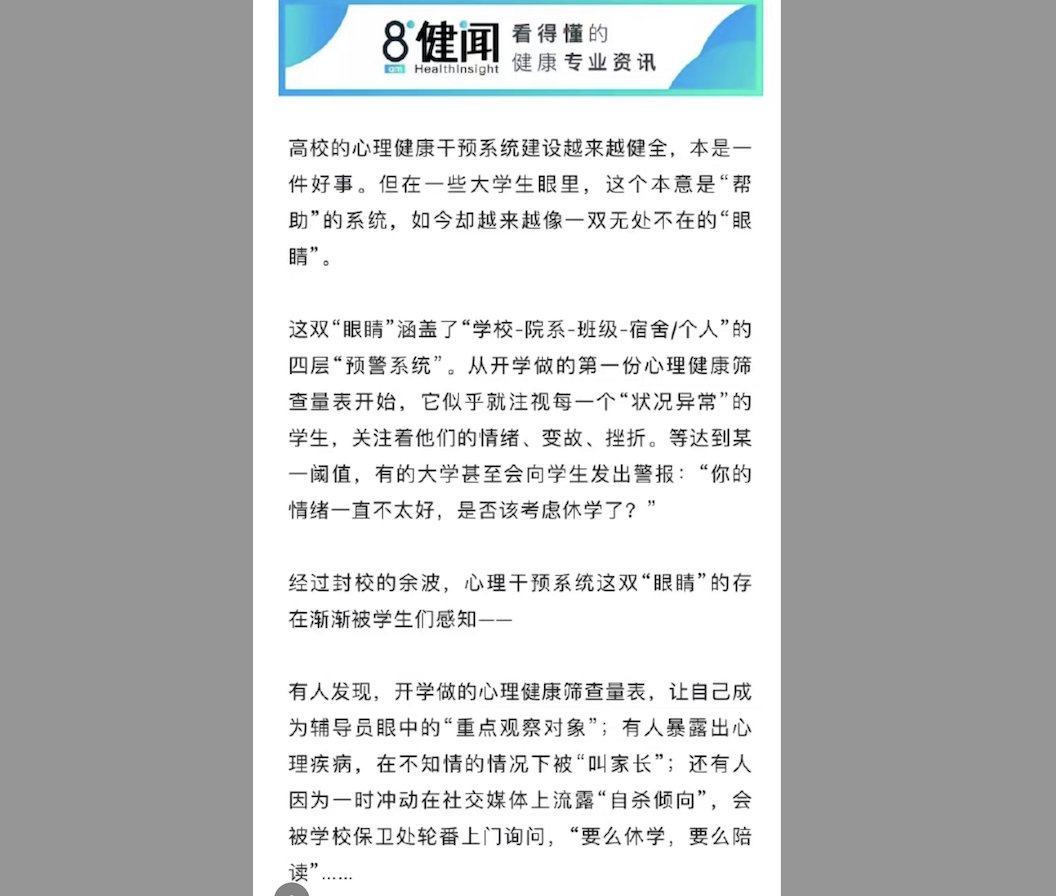 8°健闻
am HealthInsight
看得懂的
健康专业资讯
高校的心理健康干预系统建设越来越健全，本是一
件好事。但在一些大学生眼里，这个本意是“帮
助”的系统，如今却越来越像一双无处不在的“眼
睛”。
这双“眼睛”涵盖了“学校-院系-班级-宿舍/个人”的
四层“预警系统”。从开学做的第一份心理健康筛
查量表开始，它似乎就注视每一个“状况异常”的
学生，关注着他们的情绪、变故、挫折。等达到某
一阈值，有的大学甚至会向学生发出警报：“你的
情绪一直不太好，是否该考虑休学了？”
经过封校的余波，心理干预系统这双“眼睛”的存
在渐渐被学生们感知——
有人发现，开学做的心理健康筛查量表，让自己成
为辅导员眼中的“重点观察对象”；有人暴露出心
理疾病，在不知情的情况下被“叫家长”；还有人
因为一时冲动在社交媒体上流露“自杀倾向”，会
被学校保卫处轮番上门询问，“要么休学，要么陪
读”……